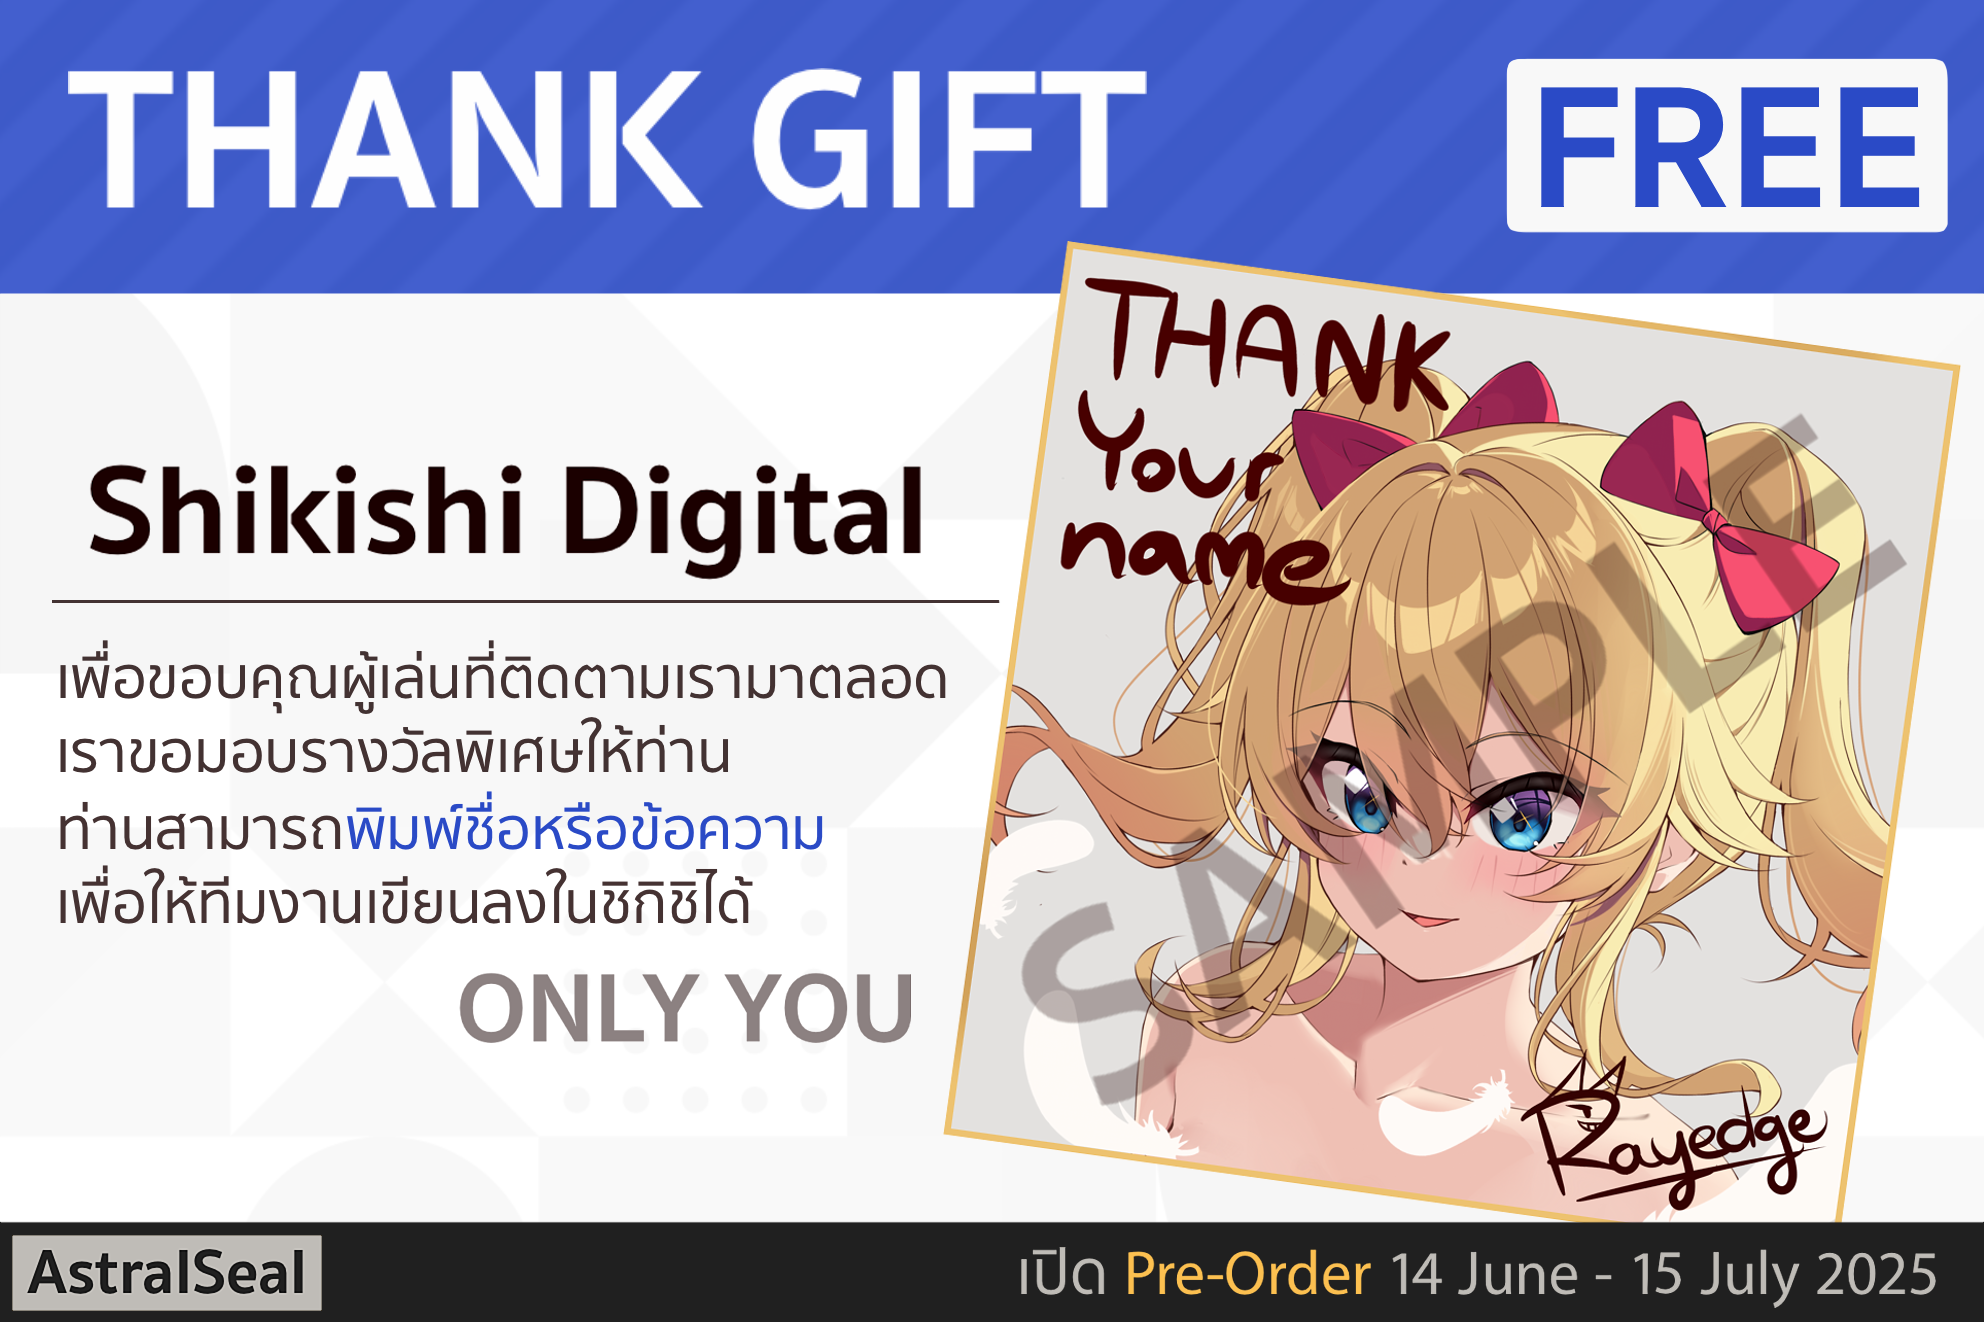 THANK GIFT
FREE
THANK
Your
name
Shikishi Digital
เพื่อขอบคุณผู้เล่นที่ติดตามเรามาตลอด
เราขอมอบรางวัลพิเศษให้ท่าน
ท่านสามารถพิมพ์ชื่อหรือข้อความ
เพื่อให้ทีมงานเขียนลงในชิกิชิได้
ONLY YOU
SAMPLE
Rayedge
AstralSeal
เปิด Pre-Order 14 June - 15 July 2025